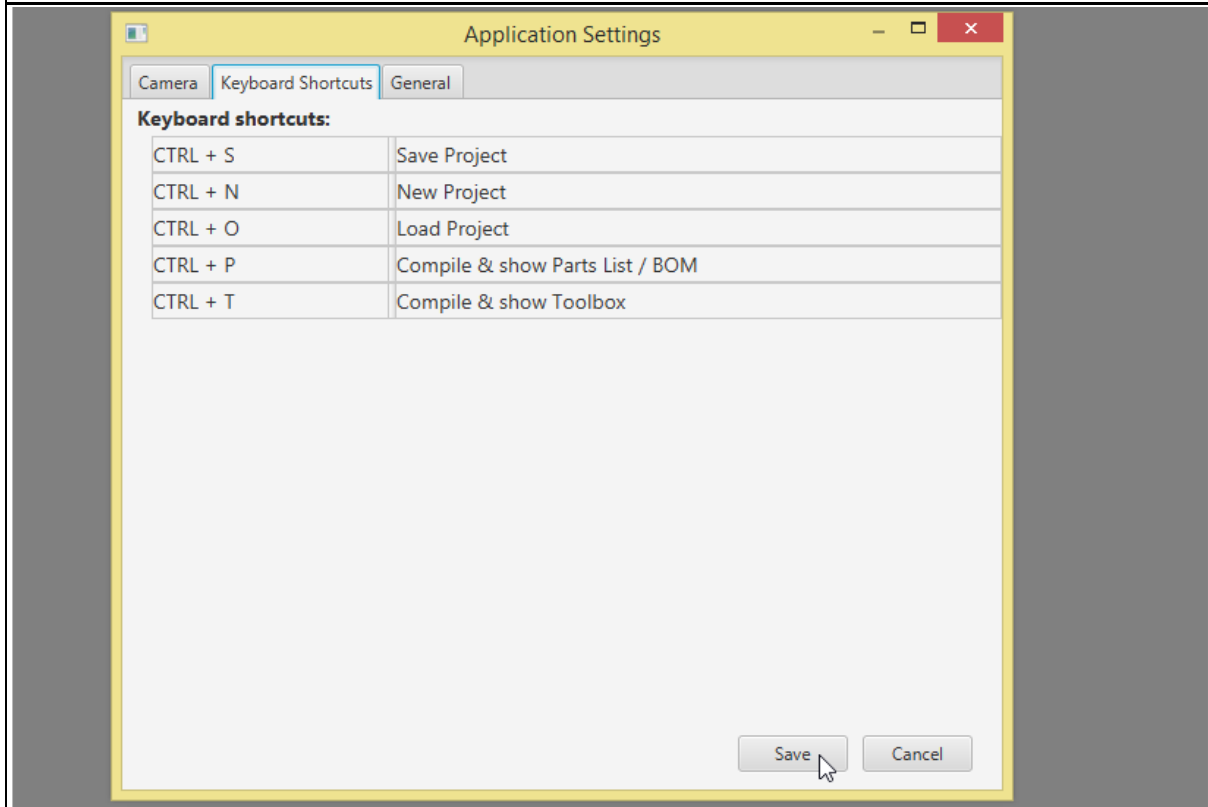 Application Settings
Camera Keyboard Shortcuts General
Keyboard shortcuts:
CTRL + S Save Project
CTRL + N New Project
CTRL + O Load Project
CTRL + P Compile & show Parts List / BOM
CTRL + T Compile & show Toolbox
Save Cancel